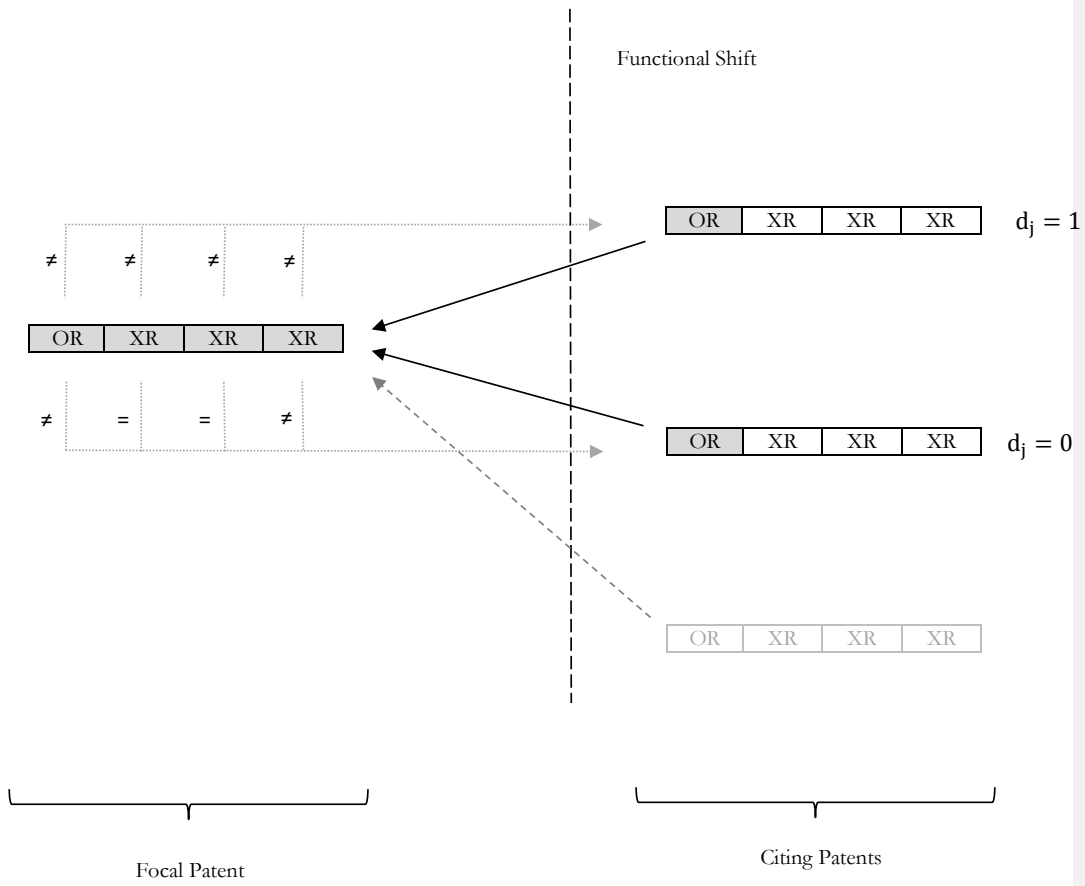 Functional Shift
OR XR XR XR d_j = 1
≠ ≠ ≠ ≠
OR XR XR XR
≠ = = ≠
OR XR XR XR d_j = 0
OR XR XR XR
Focal Patent
Citing Patents